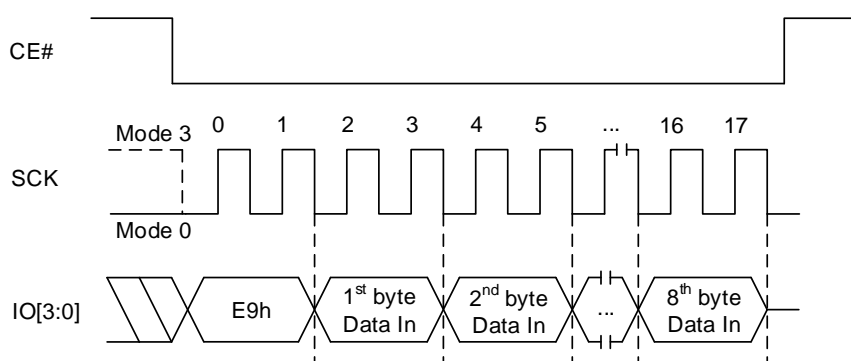 CE#
Mode 3
0 1 2 3 4 5 ... 16 17
SCK
Mode 0
IO[3:0]
E9h
1st byte
Data In
2nd byte
Data In
...
8th byte
Data In